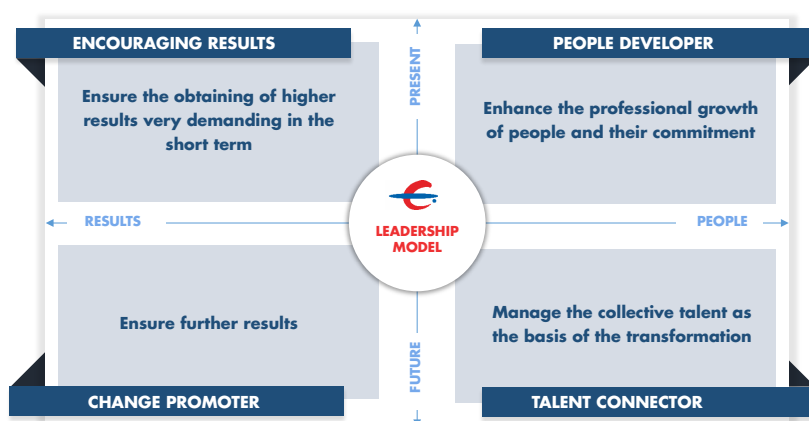 ENCOURAGING RESULTS
PEOPLE DEVELOPER
PRESENT
Ensure the obtaining of higher
results very demanding in the
short term
Enhance the professional growth
of people and their commitment
RESULTS
LEADERSHIP
MODEL
PEOPLE
Ensure further results
Manage the collective talent as
the basis of the transformation
FUTURE
CHANGE PROMOTER
TALENT CONNECTOR